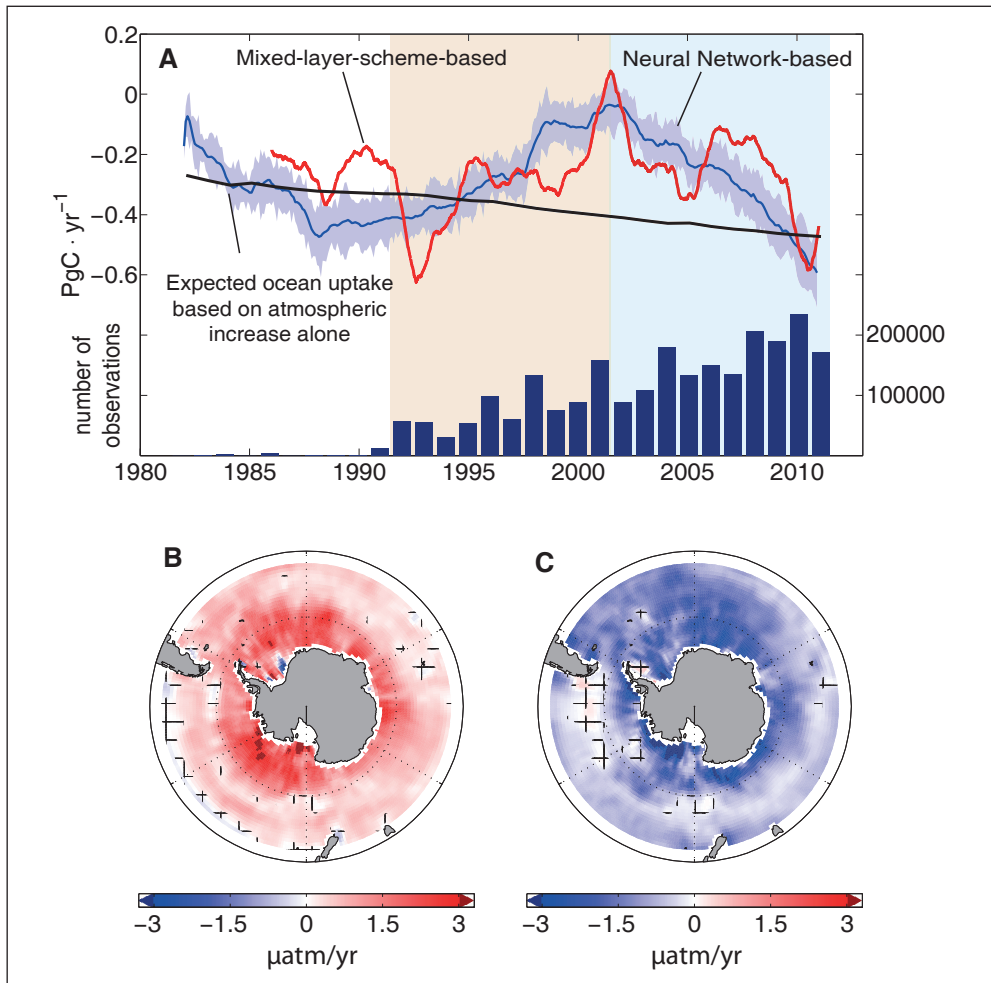 A
Mixed-layer-scheme-based
Neural Network-based
0.2
0
−0.2
−0.4
−0.6
PgC · yr⁻¹
Expected ocean uptake
based on atmospheric
increase alone
number of
observations
200000
100000
1980 1985 1990 1995 2000 2005 2010
B C
−3 −1.5 0 1.5 3 −3 −1.5 0 1.5 3
µatm/yr µatm/yr